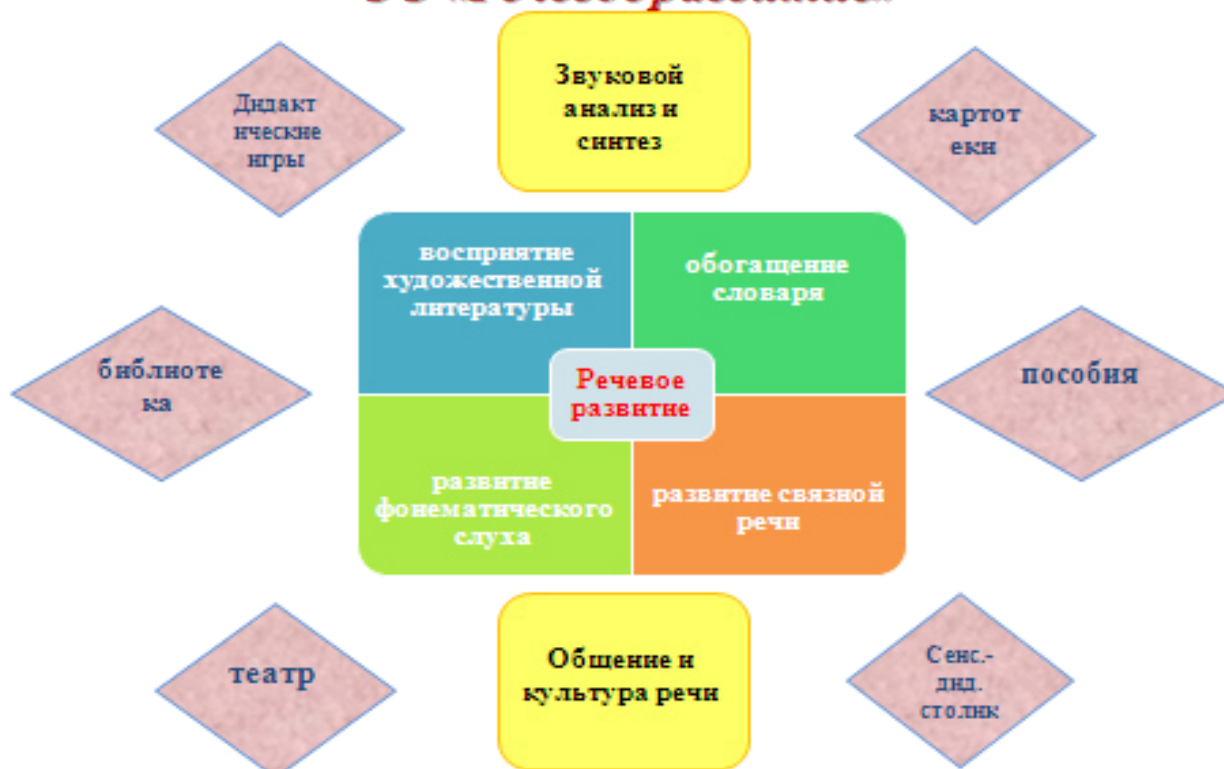 Звуковой
анализ и
синтез
Дидакт
ические
игры
картот
еки
восприятие
художественной
литературы
обогащение
словаря
библиоте
ка
Речевое
развитие
пособия
развитие
фонематического
слуха
развитие связной
речи
театр
Общение и
культура речи
Сенс.-
дид.
столик